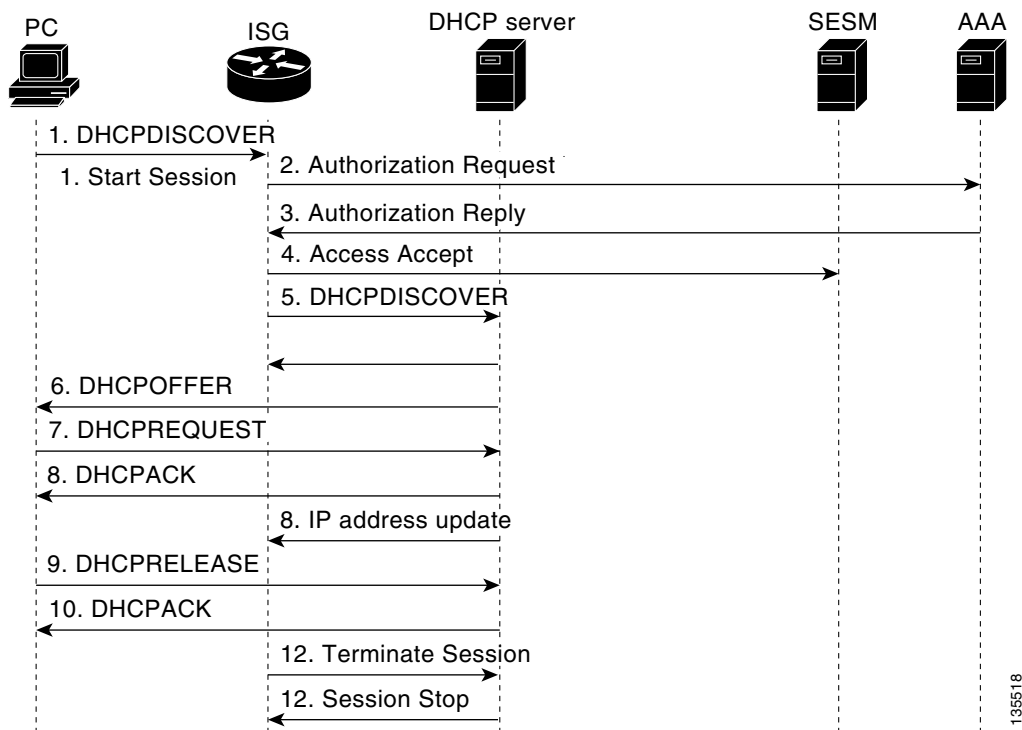 PC
ISG
DHCP server
SESM
AAA
1. DHCPDISCOVER
1. Start Session
2. Authorization Request
3. Authorization Reply
4. Access Accept
5. DHCPDISCOVER
6. DHCPOFFER
7. DHCPREQUEST
8. DHCPACK
8. IP address update
9. DHCPRELEASE
10. DHCPACK
12. Terminate Session
12. Session Stop
135518